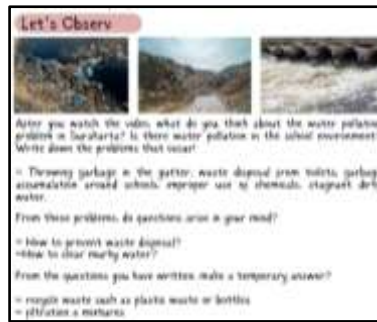 Let's Observ
After you watch the video, what do you think about the water pollution
problem in Surakarta? Is there water pollution in the school environment?
Write down the problems that occur!
= Throwing garbage in the gutter, waste disposal from toilets, garbage
accumulation around schools, improper use of chemicals, stagnant dirty
water.
From these problems, do questions arise in your mind?
= How to prevent waste disposal?
=How to clear murky water?
From the questions you have written, make a temporary answer?
= recycle waste such as plastic waste or bottles
= filtration a mixtures